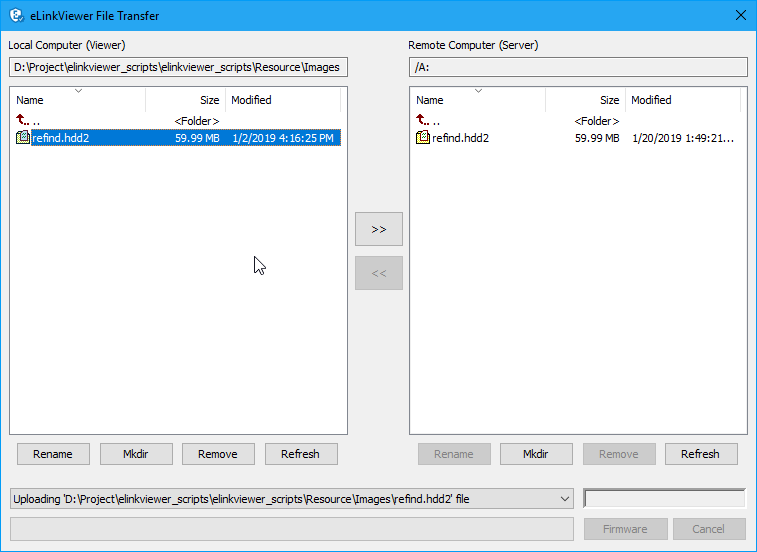 eLinkViewer File Transfer
Local Computer (Viewer)
Remote Computer (Server)
D:\Project\elinkviewer_scripts\elinkviewer_scripts\Resource\Images
/A:
Name Size Modified
Name Size Modified
.. <Folder>
.. <Folder>
refind.hdd2 59.99 MB 1/2/2019 4:16:25 PM
refind.hdd2 59.99 MB 1/20/2019 1:49:21...
>>
<<
Rename Mkdir Remove Refresh
Rename Mkdir Remove Refresh
Uploading 'D:\Project\elinkviewer_scripts\elinkviewer_scripts\Resource\Images\refind.hdd2' file
Firmware Cancel